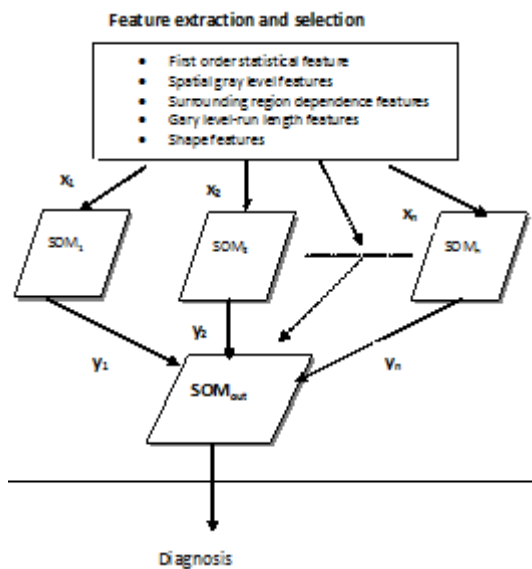 Feature extraction and selection
• First order statistical feature
• Spatial gray level features
• Surrounding region dependence features
• Gary level-run length features
• Shape features
x₁ x₂ xₙ
SOM₁ SOM₂ SOMₙ
y₁ y₂ yₙ
SOMout
Diagnosis